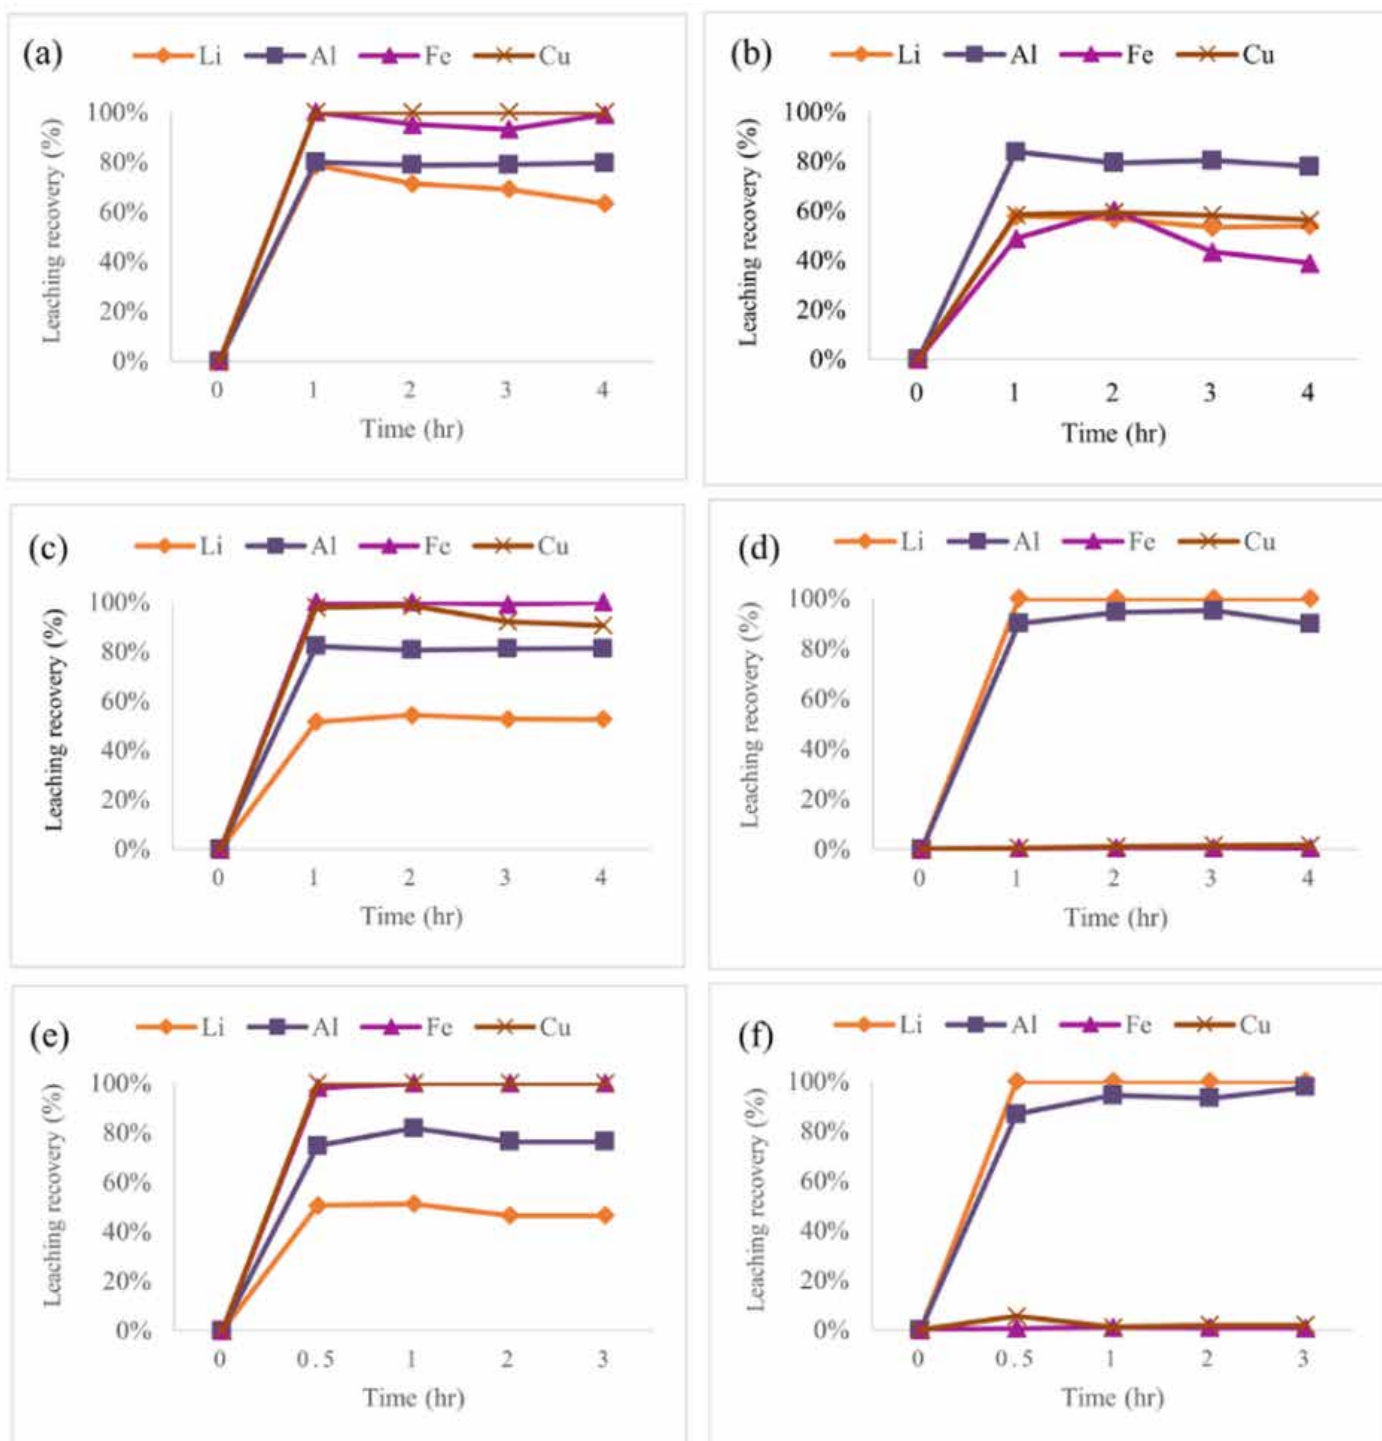 (a) Li Al Fe Cu
Leaching recovery (%)
100%
80%
60%
40%
20%
0%
0 1 2 3 4
Time (hr)
(b) Li Al Fe Cu
Leaching recovery (%)
100%
80%
60%
40%
20%
0%
0 1 2 3 4
Time (hr)
(c) Li Al Fe Cu
Leaching recovery (%)
100%
80%
60%
40%
20%
0%
0 1 2 3 4
Time (hr)
(d) Li Al Fe Cu
Leaching recovery (%)
100%
80%
60%
40%
20%
0%
0 1 2 3 4
Time (hr)
(e) Li Al Fe Cu
Leaching recovery (%)
100%
80%
60%
40%
20%
0%
0 0.5 1 2 3
Time (hr)
(f) Li Al Fe Cu
Leaching recovery (%)
100%
80%
60%
40%
20%
0%
0 0.5 1 2 3
Time (hr)